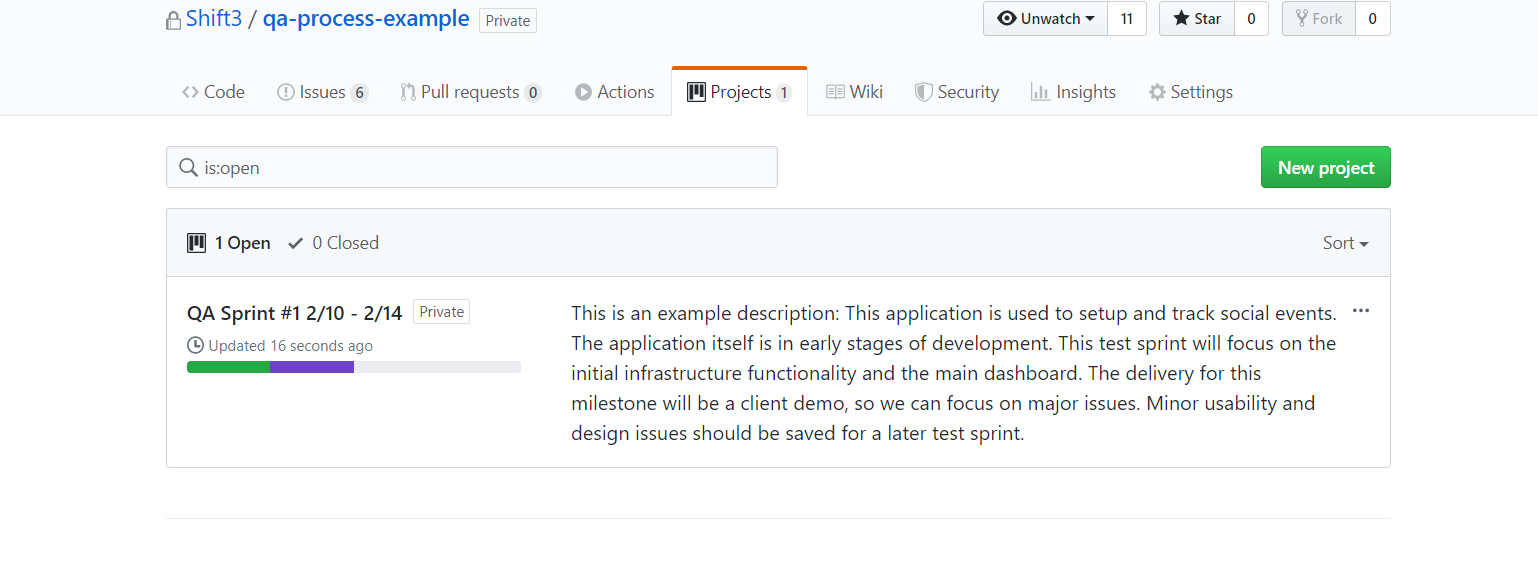 Shift3 / qa-process-example Private Unwatch 11 Star 0 Fork 0
Code Issues 6 Pull requests 0 Actions Projects 1 Wiki Security Insights Settings
is:open New project
1 Open 0 Closed Sort
QA Sprint #1 2/10 - 2/14 Private
Updated 16 seconds ago
This is an example description: This application is used to setup and track social events.
The application itself is in early stages of development. This test sprint will focus on the
initial infrastructure functionality and the main dashboard. The delivery for this
milestone will be a client demo, so we can focus on major issues. Minor usability and
design issues should be saved for a later test sprint.